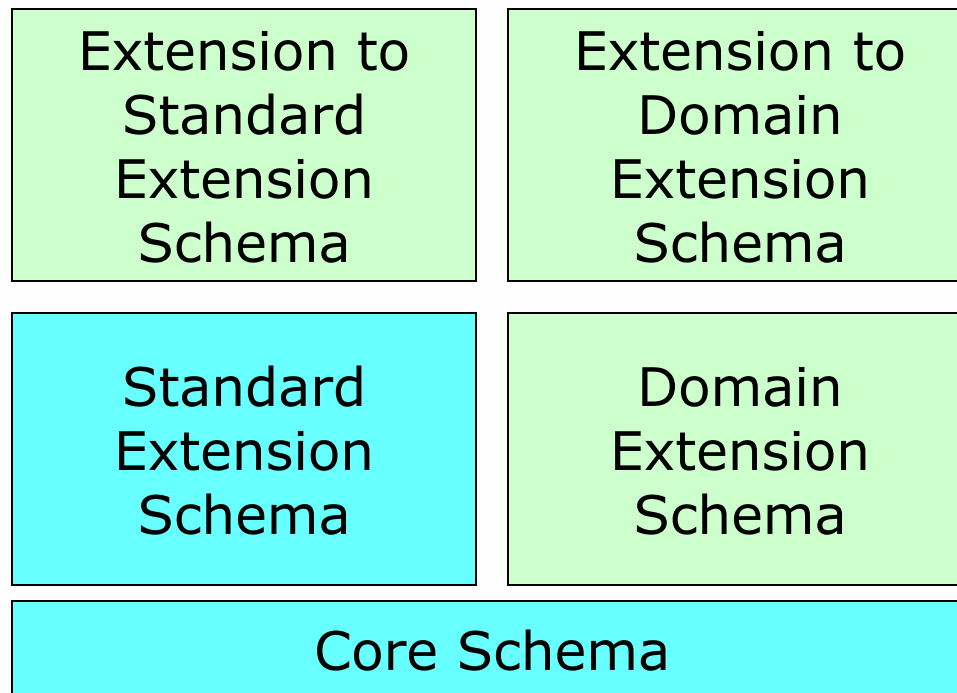 Extension to
Standard
Extension
Schema
Extension to
Domain
Extension
Schema
Standard
Extension
Schema
Domain
Extension
Schema
Core Schema